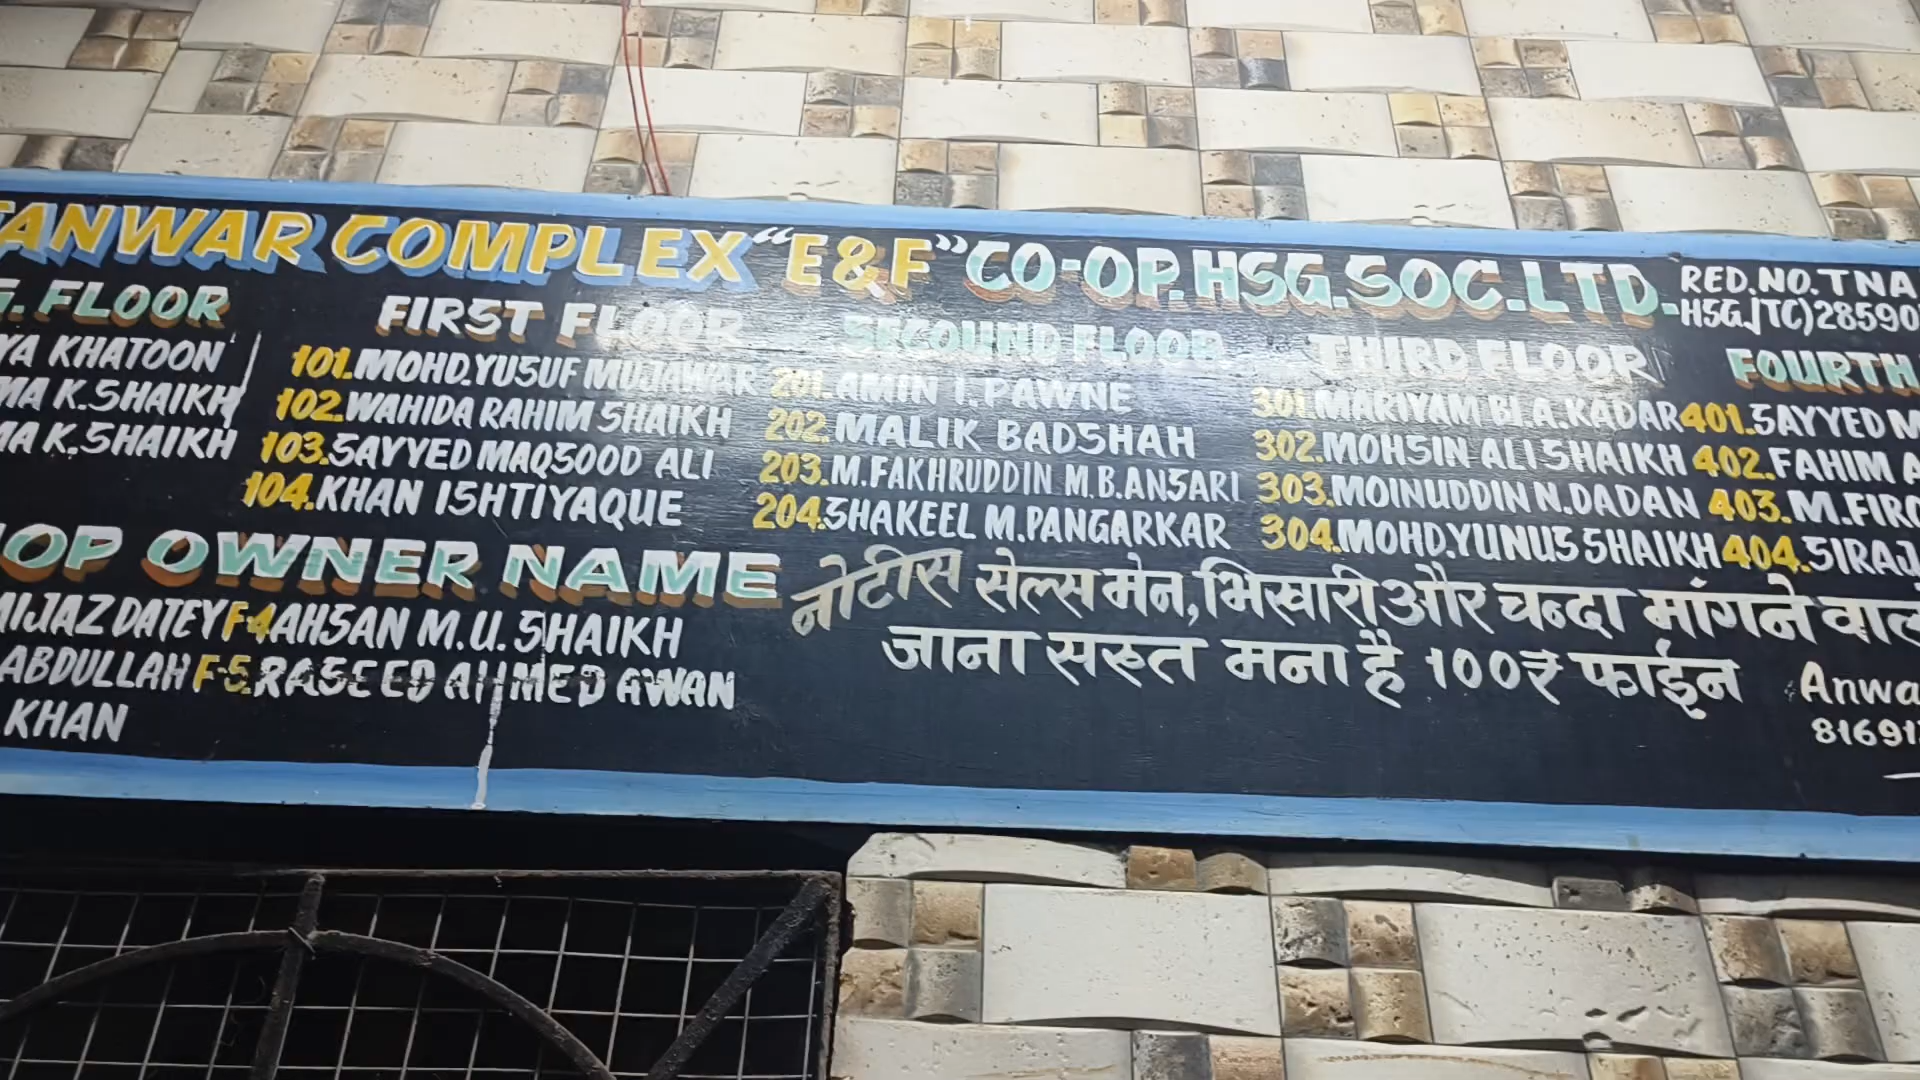 ANWAR COMPLEX "E&F" CO-OP. HSG. SOC. LTD.
RED. NO. TNA
HSG./TC) 28590
G. FLOOR
YA KHATOON
MA K. SHAIKH
MA K. SHAIKH
FIRST FLOOR
101. MOHD. YUSUF MUJAWAR
102. WAHIDA RAHIM SHAIKH
103. SAYYED MAQSOOD ALI
104. KHAN ISHTIYAQUE
SECOUND FLOOR
201. AMIN I. PAWNE
202. MALIK BADSHAH
203. M. FAKHRUDDIN M. B. ANSARI
204. SHAKEEL M. PANGARKAR
THIRD FLOOR
301. MARIYAM BI. A. KADAR
302. MOHSIN ALI SHAIKH
303. MOINUDDIN N. DADAN
304. MOHD. YUNUS SHAIKH
FOURTH
401. SAYYED M
402. FAHIM A
403. M. FIRO
404. SIRAJ
OP OWNER NAME
AIJAZ DATEY F-4 AHSAN M. U. SHAIKH
ABDULLAH F-5. RASEED AHMED AWAN
KHAN
नोटीस सेल्समेन, भिखारी और चन्दा मांगने वाले
जाना सख्त मना है 100₹ फाईन
Anwa
81691